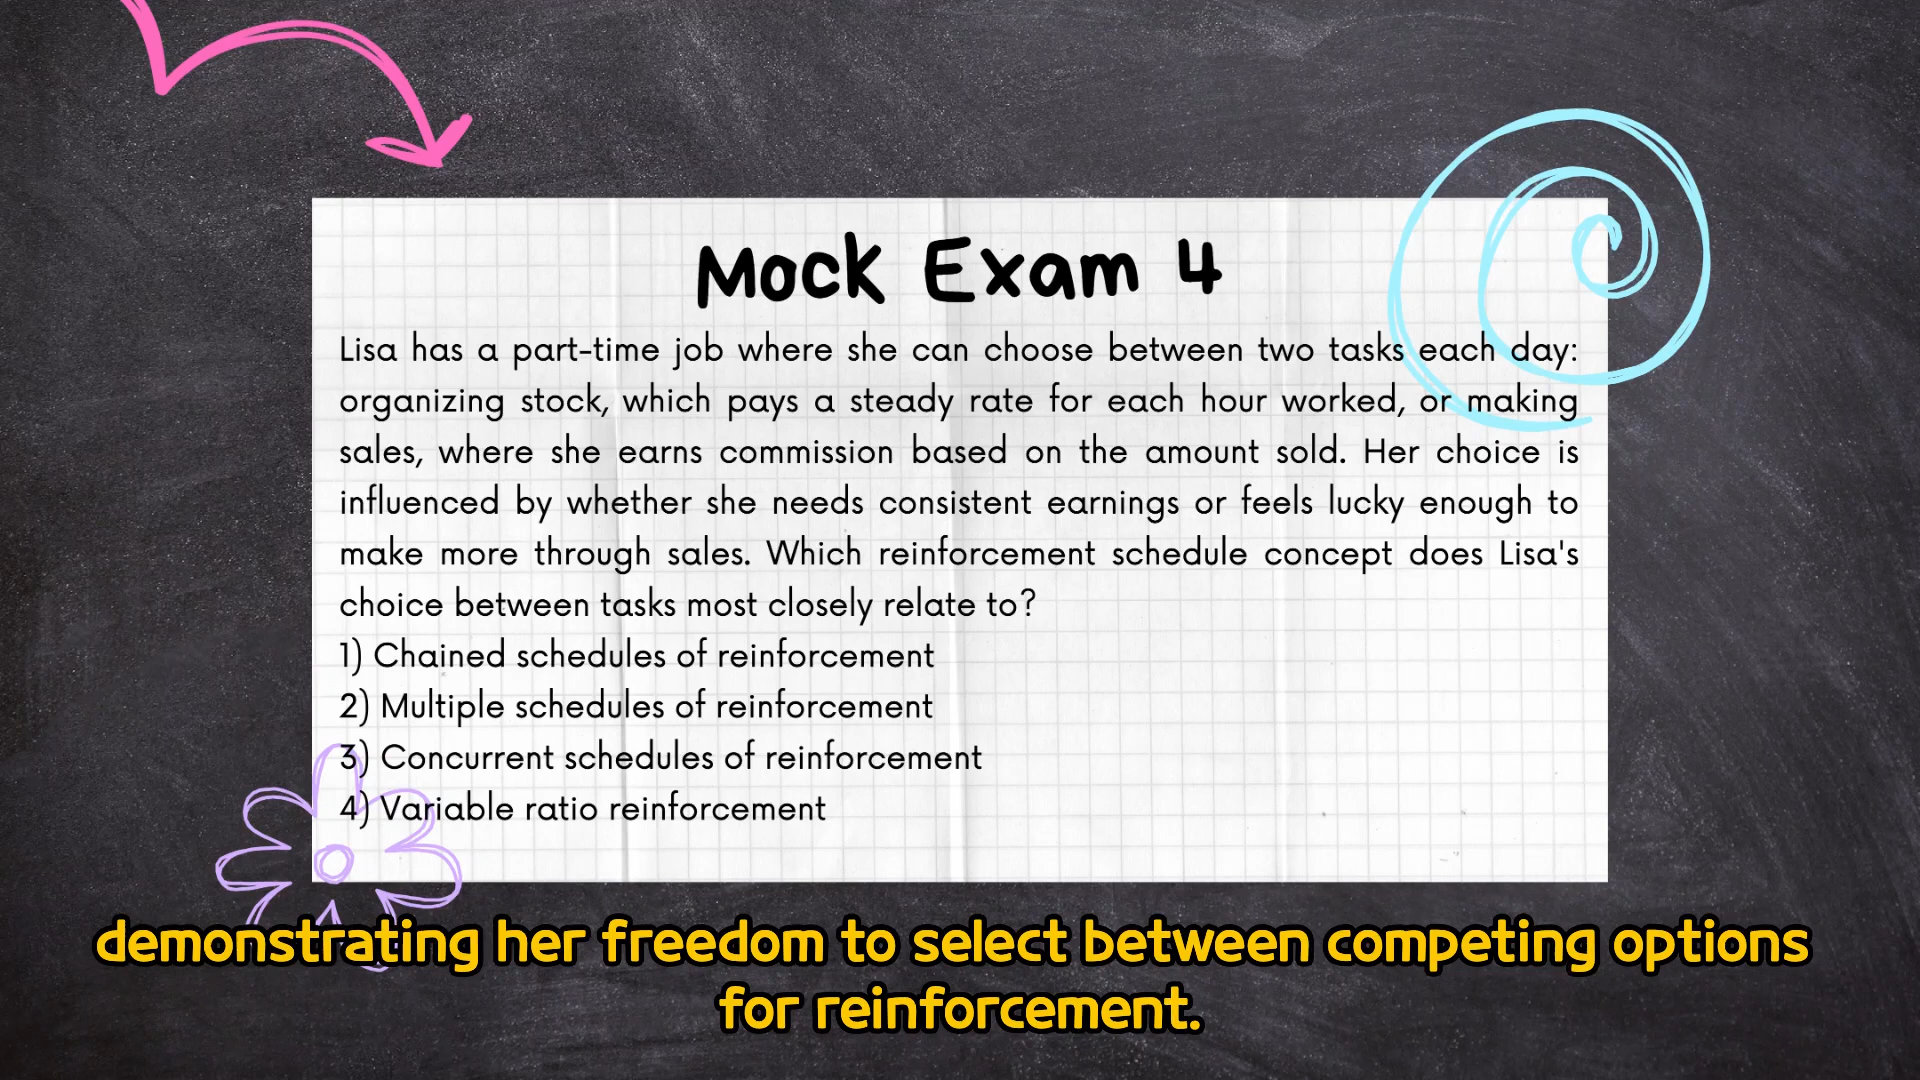 Mock Exam 4
Lisa has a part-time job where she can choose between two tasks each day:
organizing stock, which pays a steady rate for each hour worked, or making
sales, where she earns commission based on the amount sold. Her choice is
influenced by whether she needs consistent earnings or feels lucky enough to
make more through sales. Which reinforcement schedule concept does Lisa's
choice between tasks most closely relate to?
1) Chained schedules of reinforcement
2) Multiple schedules of reinforcement
3) Concurrent schedules of reinforcement
4) Variable ratio reinforcement
demonstrating her freedom to select between competing options
for reinforcement.